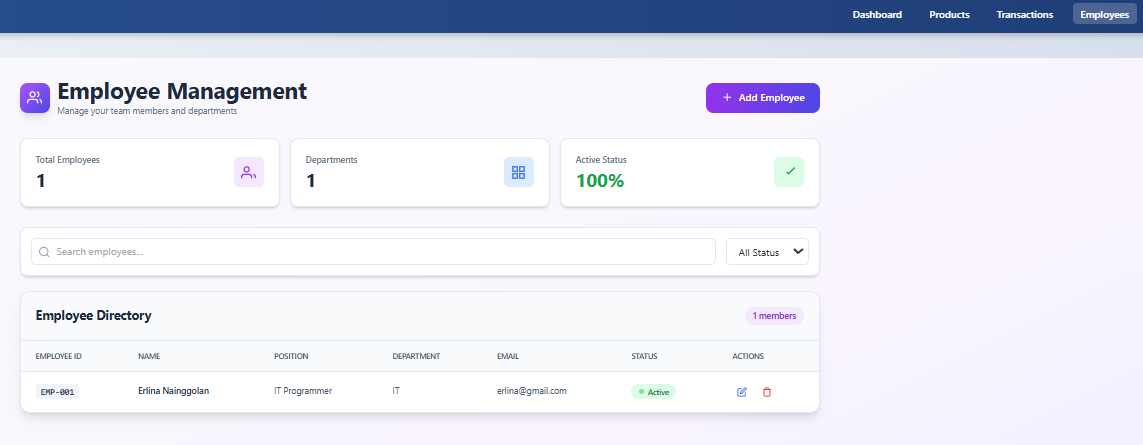 Dashboard Products Transactions Employees
Employee Management
Manage your team members and departments
+ Add Employee
Total Employees
1
Departments
1
Active Status
100%
Search employees...
All Status
Employee Directory
1 members
EMPLOYEE ID NAME POSITION DEPARTMENT EMAIL STATUS ACTIONS
EMP-001 Erlina Nainggolan IT Programmer IT erlina@gmail.com Active